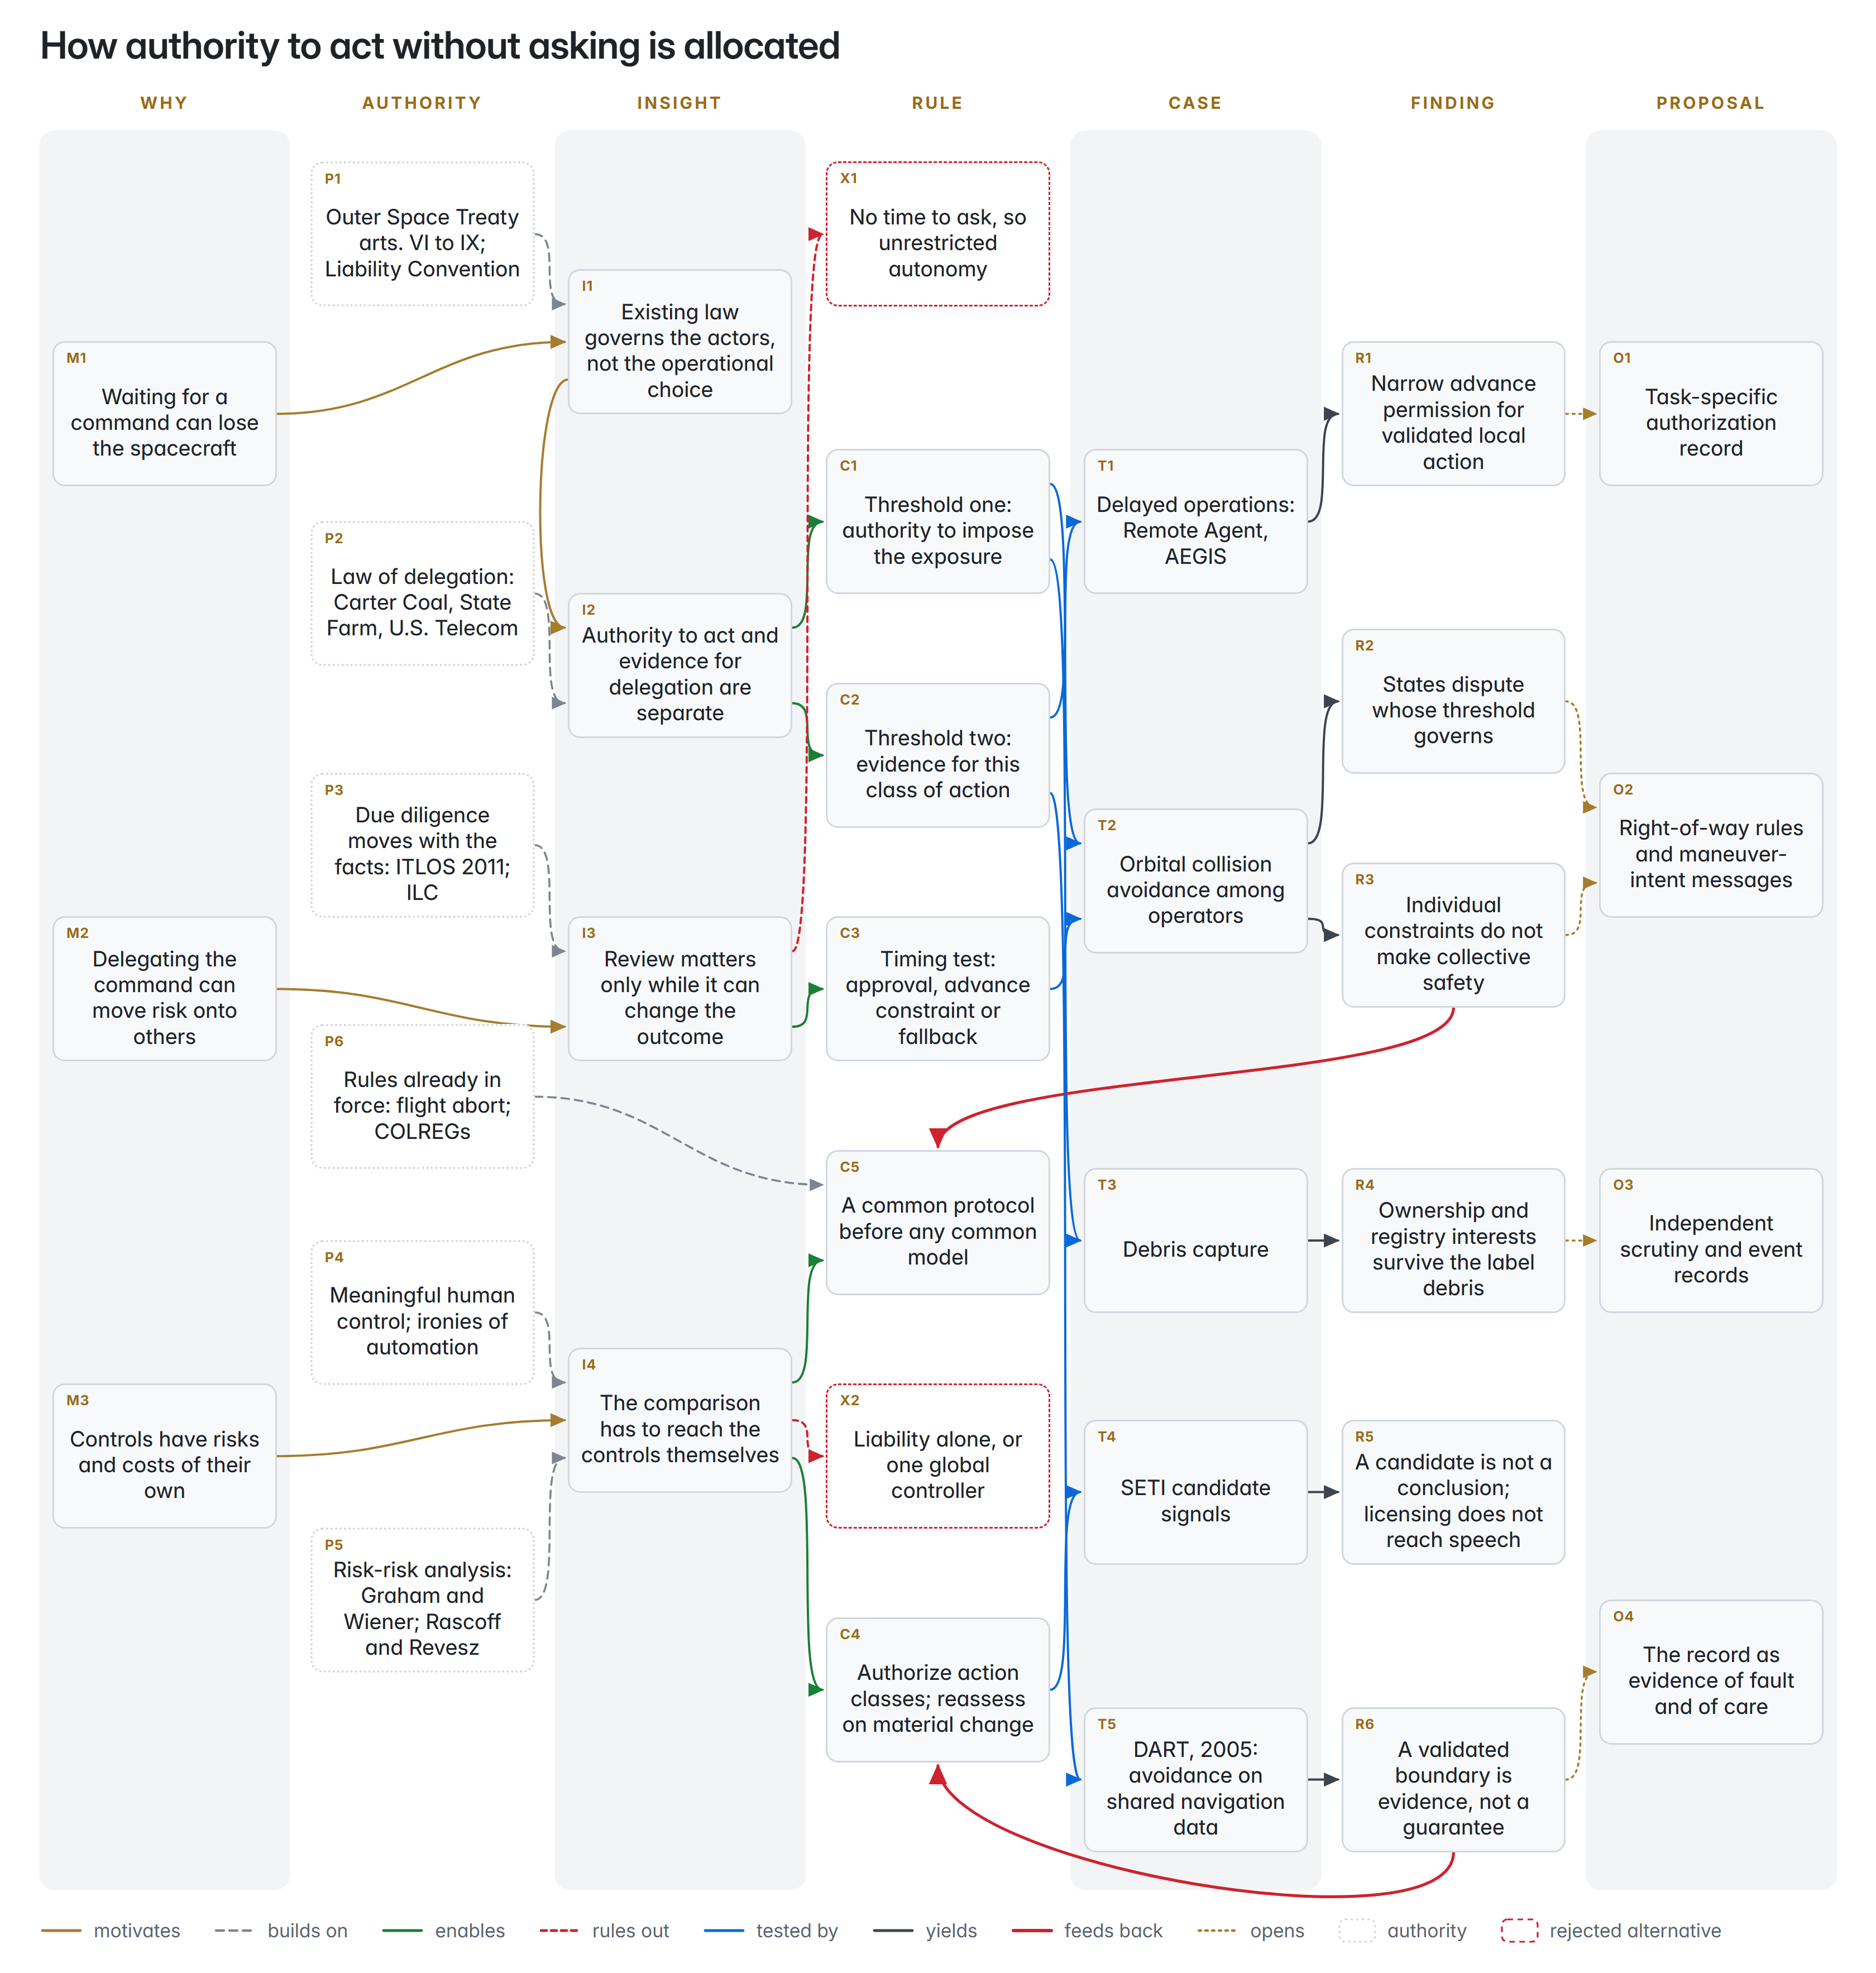 How authority to act without asking is allocated
WHY
AUTHORITY
INSIGHT
RULE
CASE
FINDING
PROPOSAL
M1
Waiting for a
command can lose
the spacecraft
M2
Delegating the
command can
move risk onto
others
M3
Controls have risks
and costs of their
own
P1
Outer Space Treaty
arts. VI to IX;
Liability Convention
P2
Law of delegation:
Carter Coal, State
Farm, U.S. Telecom
P3
Due diligence
moves with the
facts: ITLOS 2011;
ILC
P6
Rules already in
force: flight abort;
COLREGs
P4
Meaningful human
control; ironies of
automation
P5
Risk-risk analysis:
Graham and
Wiener; Rascoff
and Revesz
I1
Existing law
governs the actors,
not the operational
choice
I2
Authority to act and
evidence for
delegation are
separate
I3
Review matters
only while it can
change the
outcome
I4
The comparison
has to reach the
controls themselves
X1
No time to ask, so
unrestricted
autonomy
C1
Threshold one:
authority to impose
the exposure
C2
Threshold two:
evidence for this
class of action
C3
Timing test:
approval, advance
constraint or
fallback
C5
A common protocol
before any common
model
X2
Liability alone, or
one global
controller
C4
Authorize action
classes; reassess
on material change
T1
Delayed operations:
Remote Agent,
AEGIS
T2
Orbital collision
avoidance among
operators
T3
Debris capture
T4
SETI candidate
signals
T5
DART, 2005:
avoidance on
shared navigation
data
R1
Narrow advance
permission for
validated local
action
R2
States dispute
whose threshold
governs
R3
Individual
constraints do not
make collective
safety
R4
Ownership and
registry interests
survive the label
debris
R5
A candidate is not a
conclusion;
licensing does not
reach speech
R6
A validated
boundary is
evidence, not a
guarantee
O1
Task-specific
authorization
record
O2
Right-of-way rules
and maneuver-
intent messages
O3
Independent
scrutiny and event
records
O4
The record as
evidence of fault
and of care
motivates
builds on
enables
rules out
tested by
yields
feeds back
opens
authority
rejected alternative